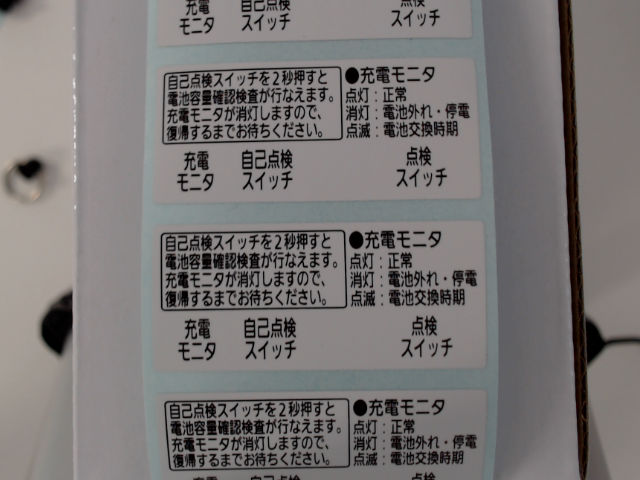 充電 自己点検 点検
モニタ スイッチ スイッチ
自己点検スイッチを2秒押すと
電池容量確認検査が行なえます。
充電モニタが消灯しますので、
復帰するまでお待ちください。
●充電モニタ
点灯:正常
消灯:電池外れ・停電
点滅:電池交換時期
充電 自己点検 点検
モニタ スイッチ スイッチ
自己点検スイッチを2秒押すと
電池容量確認検査が行なえます。
充電モニタが消灯しますので、
復帰するまでお待ちください。
●充電モニタ
点灯:正常
消灯:電池外れ・停電
点滅:電池交換時期
充電 自己点検 点検
モニタ スイッチ スイッチ
自己点検スイッチを2秒押すと
電池容量確認検査が行なえます。
充電モニタが消灯しますので、
復帰するまでお待ちください。
●充電モニタ
点灯:正常
消灯:電池外れ・停電
点滅:電池交換時期
充電 自己点検 点検